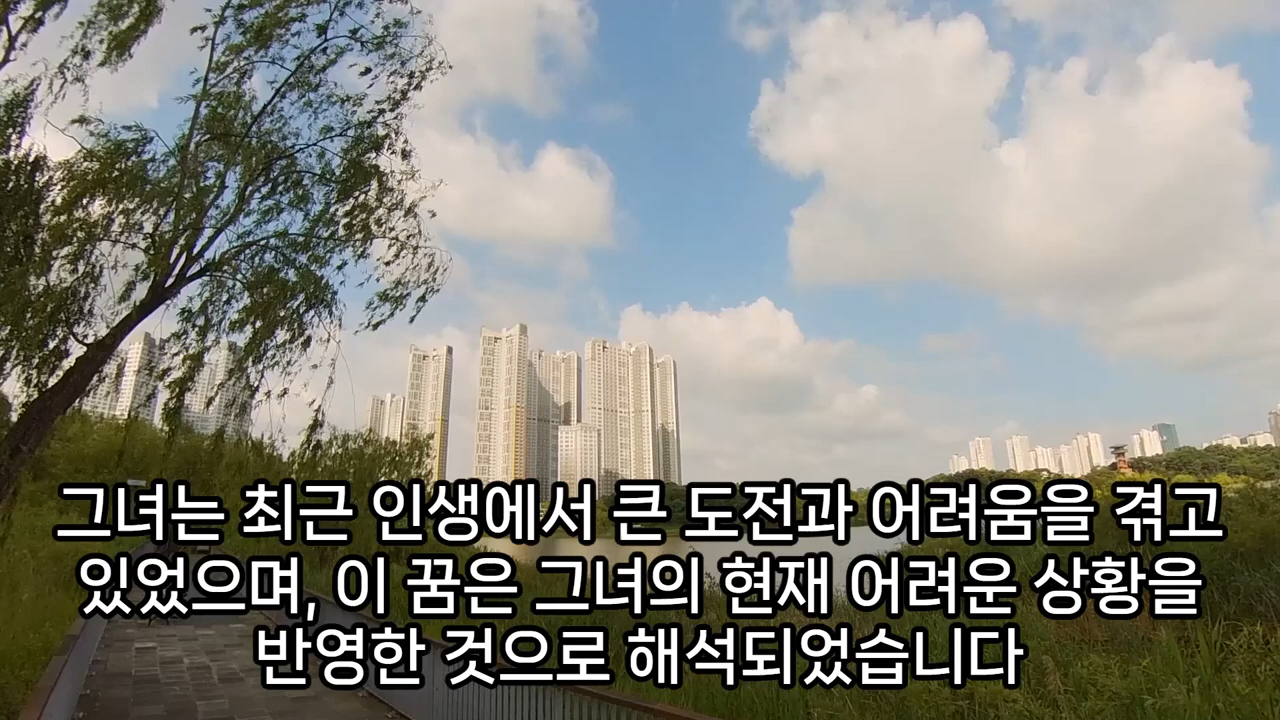 그녀는 최근 인생에서 큰 도전과 어려움을 겪고
있었으며, 이 꿈은 그녀의 현재 어려운 상황을
반영한 것으로 해석되었습니다